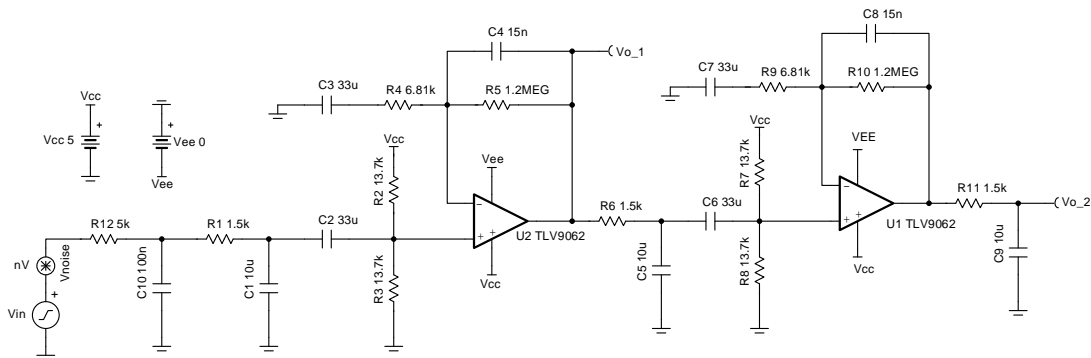 C4 15n
Vo_1
C3 33u
R4 6.81k
R5 1.2MEG
C8 15n
C7 33u
R9 6.81k
R10 1.2MEG
Vcc
Vcc 5
+
Vee 0
+
Vee
Vcc
R2 13.7k
Vee
Vcc
R7 13.7k
VEE
R12 5k
R1 1.5k
C2 33u
U2 TLV9062
R6 1.5k
C6 33u
U1 TLV9062
R11 1.5k
Vo_2
nV
Vnoise
C10 100n
C1 10u
R3 13.7k
Vcc
C5 10u
R8 13.7k
Vcc
C9 10u
Vin
+